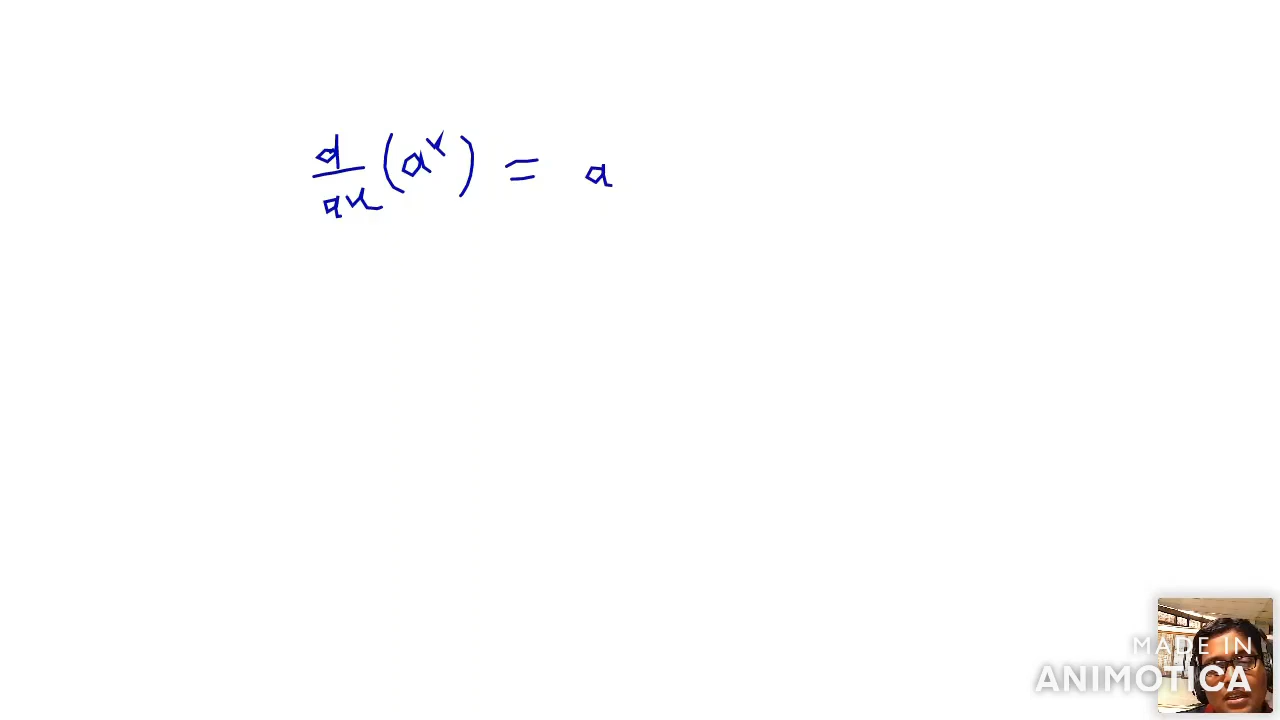 d/dx (a^x) = a
MADE IN
ANIMOTICA